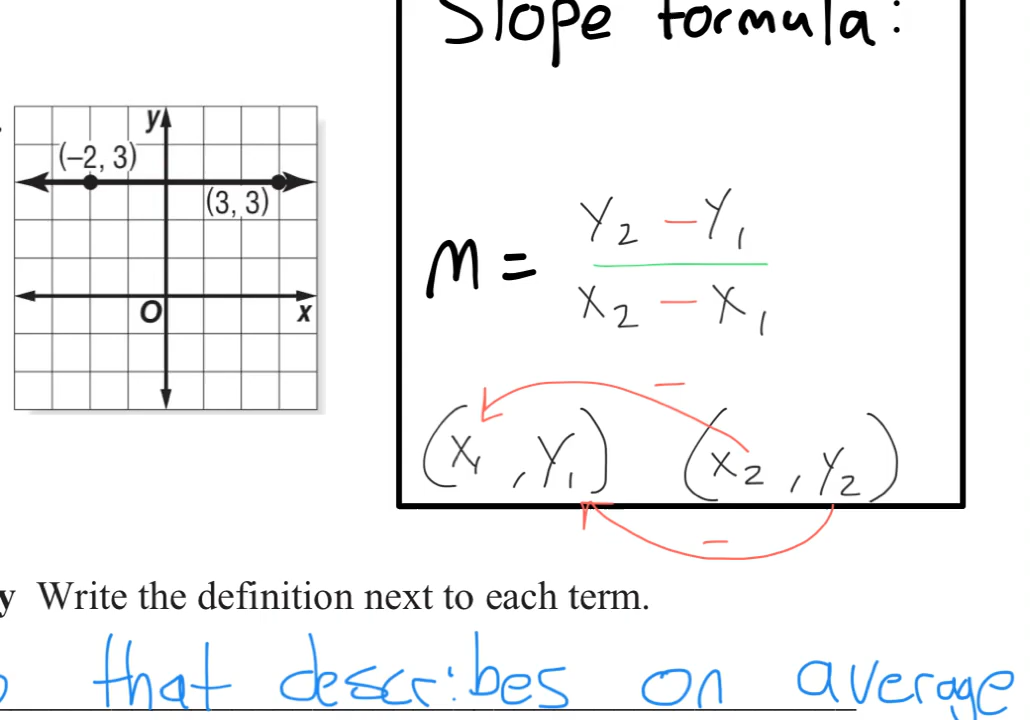 Slope formula:
y
(–2, 3)
(3, 3)
O
x
M = Y2 – Y1
X2 – X1
–
(X1, Y1) (X2, Y2)
–
y Write the definition next to each term.
that describes on average